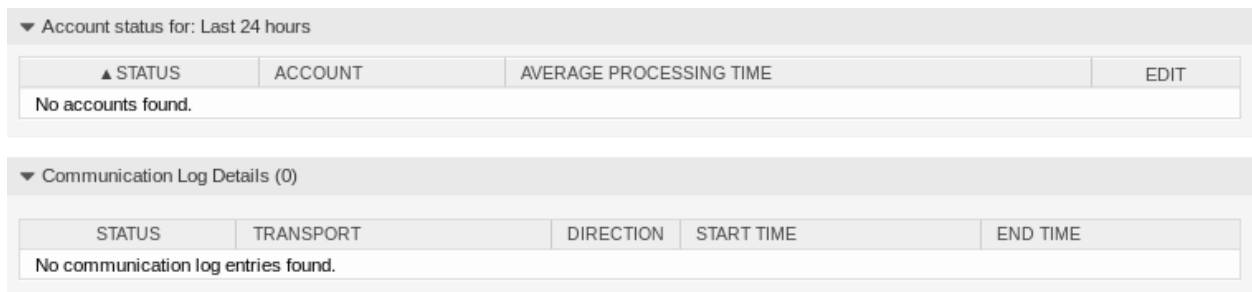 Account status for: Last 24 hours
▲ STATUS ACCOUNT AVERAGE PROCESSING TIME EDIT
No accounts found.
Communication Log Details (0)
STATUS TRANSPORT DIRECTION START TIME END TIME
No communication log entries found.